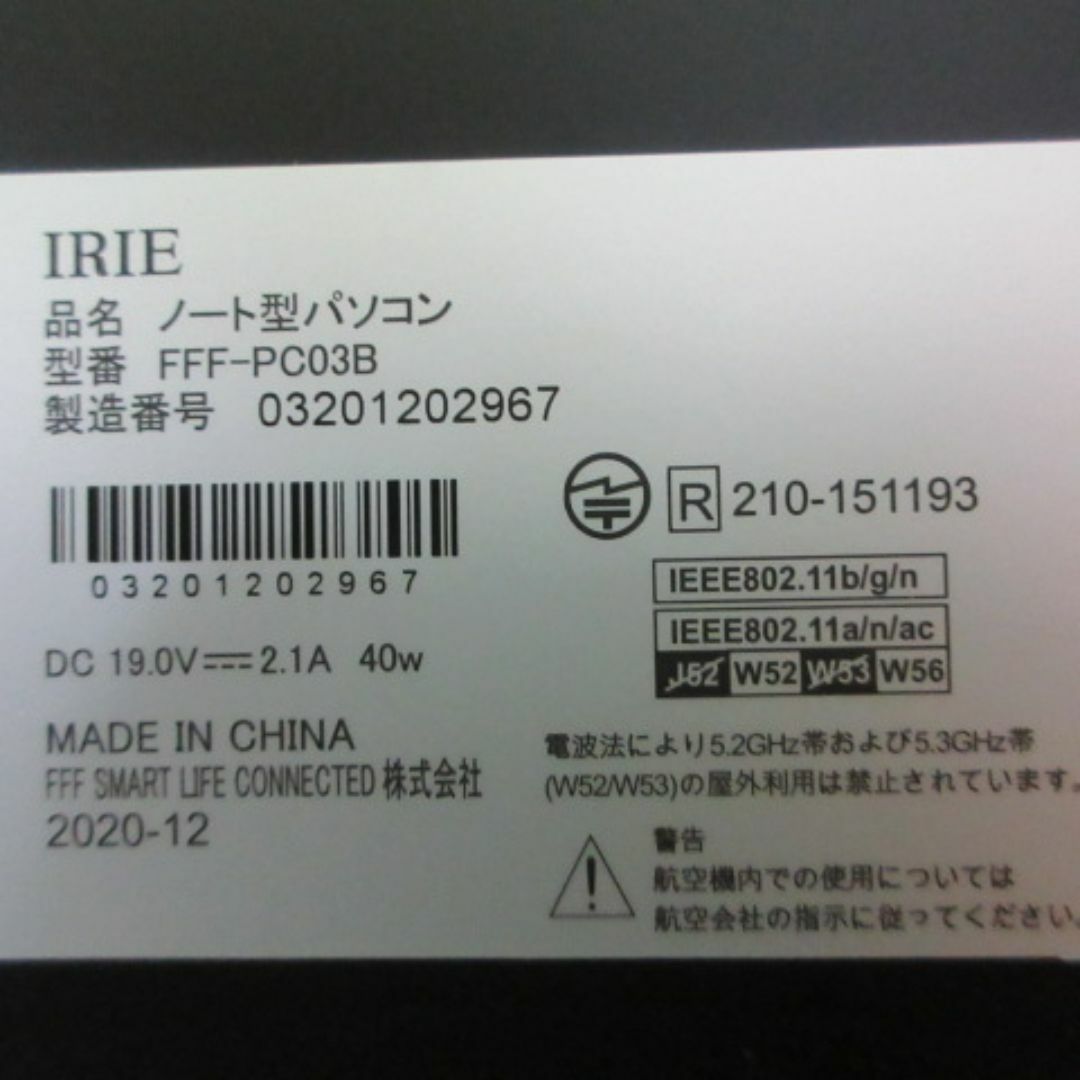 IRIE
品名 ノート型パソコン
型番 FFF-PC03B
製造番号 03201202967
03201202967
DC 19.0V⎓2.1A 40w
MADE IN CHINA
FFF SMART LIFE CONNECTED 株式会社
2020-12
R 210-151193
IEEE802.11b/g/n
IEEE802.11a/n/ac
J52 W52 W53 W56
電波法により5.2GHz帯および5.3GHz帯
(W52/W53)の屋外利用は禁止されています。
警告
航空機内での使用については
航空会社の指示に従ってください。